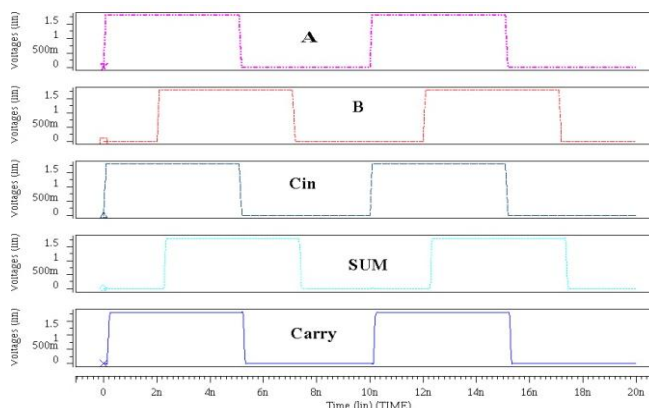 Voltages (lin)
1.5
1
500m
0
A
Voltages (lin)
1.5
1
500m
0
B
Voltages (lin)
1.5
1
500m
0
Cin
Voltages (lin)
1.5
1
500m
0
SUM
Voltages (lin)
1.5
1
500m
0
Carry
0 2n 4n 6n 8n 10n 12n 14n 16n 18n 20n
Time (lin) (TIME)